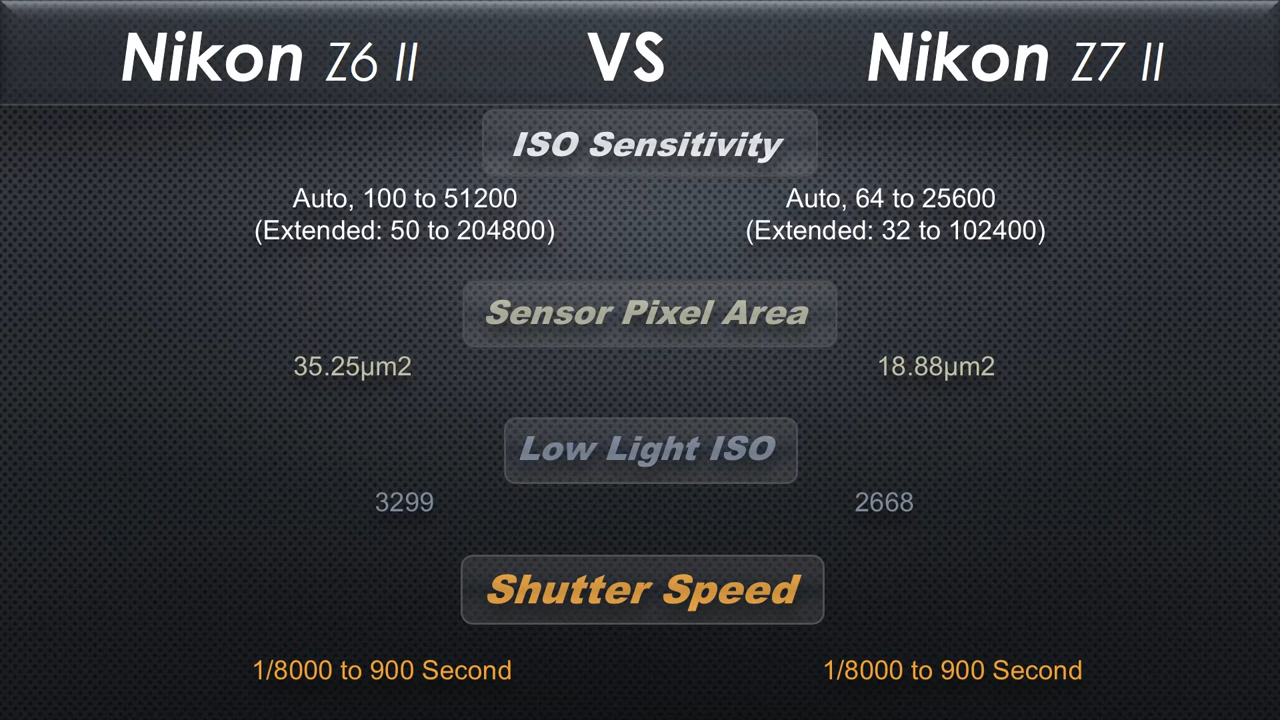 Nikon Z6 II VS Nikon Z7 II
ISO Sensitivity
Auto, 100 to 51200 Auto, 64 to 25600
(Extended: 50 to 204800) (Extended: 32 to 102400)
Sensor Pixel Area
35.25µm2 18.88µm2
Low Light ISO
3299 2668
Shutter Speed
1/8000 to 900 Second 1/8000 to 900 Second